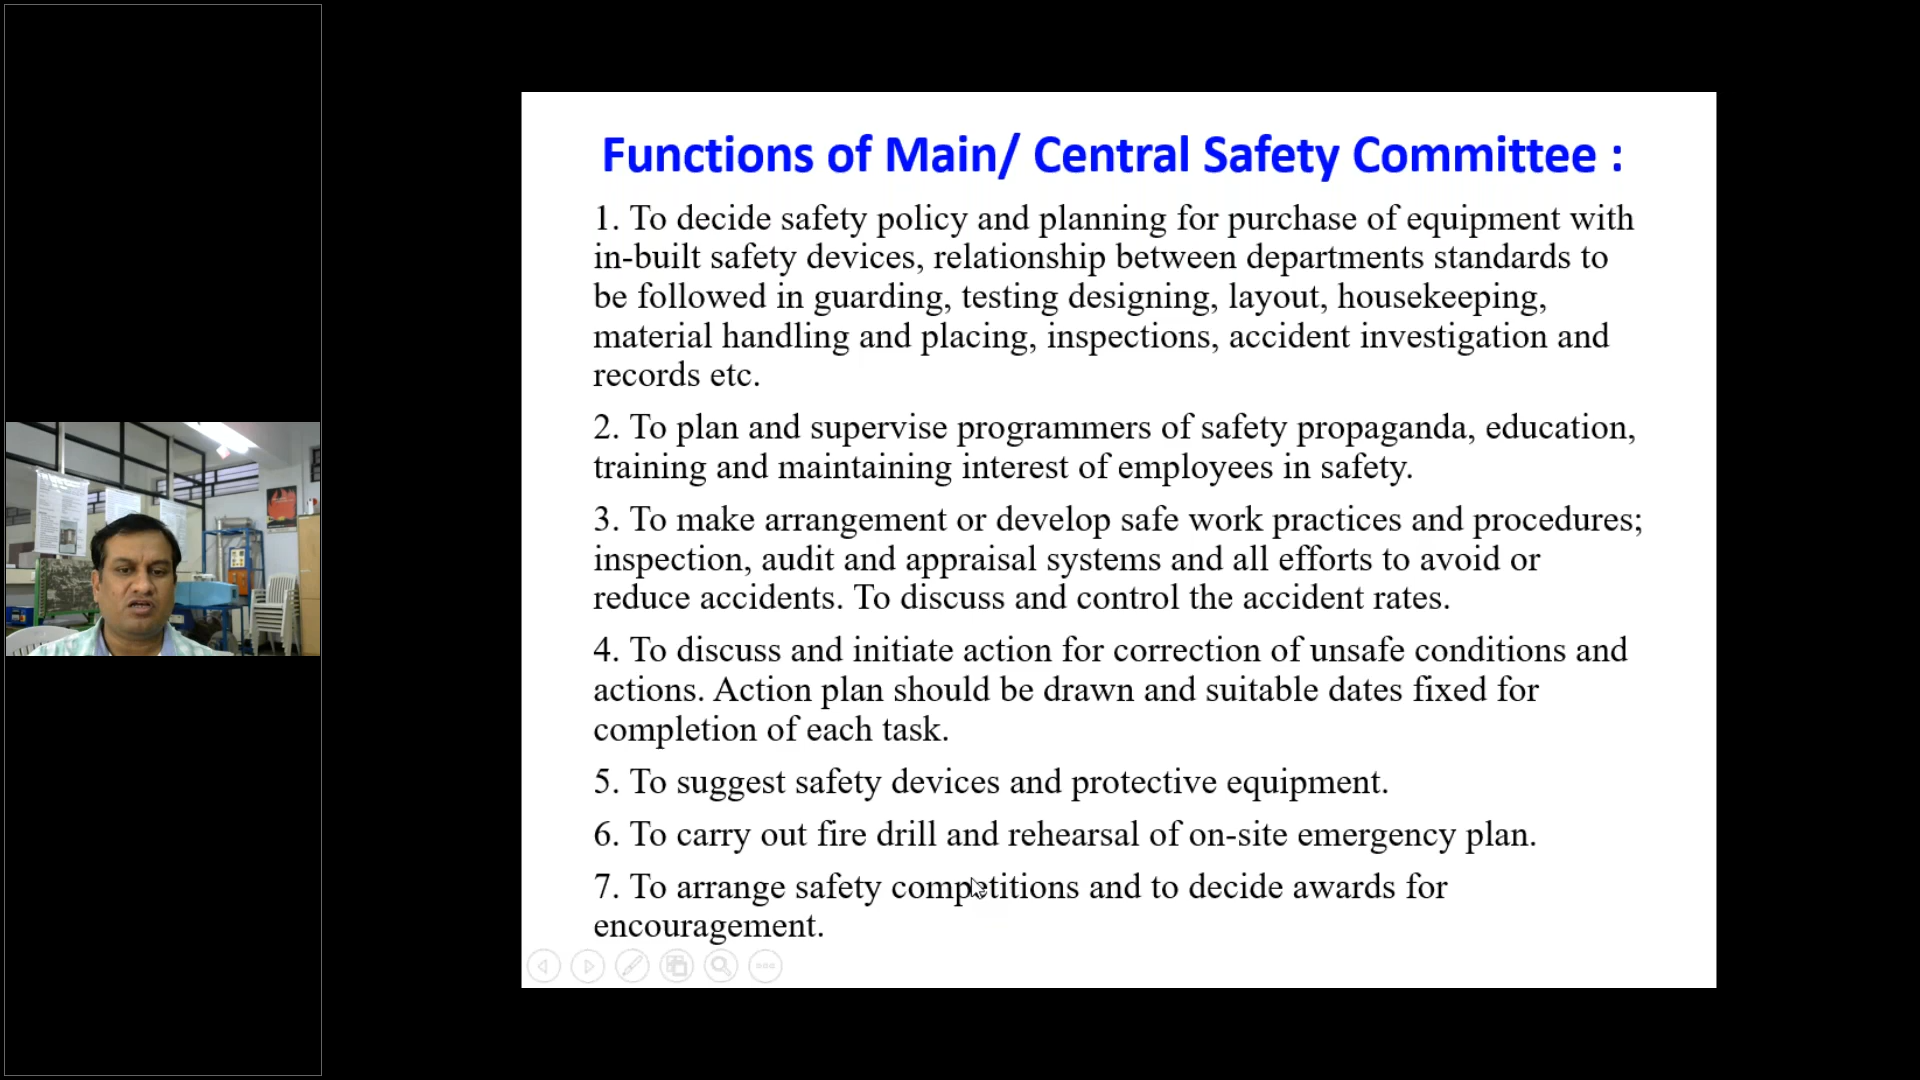 Functions of Main/ Central Safety Committee :
1. To decide safety policy and planning for purchase of equipment with
in-built safety devices, relationship between departments standards to
be followed in guarding, testing designing, layout, housekeeping,
material handling and placing, inspections, accident investigation and
records etc.
2. To plan and supervise programmers of safety propaganda, education,
training and maintaining interest of employees in safety.
3. To make arrangement or develop safe work practices and procedures;
inspection, audit and appraisal systems and all efforts to avoid or
reduce accidents. To discuss and control the accident rates.
4. To discuss and initiate action for correction of unsafe conditions and
actions. Action plan should be drawn and suitable dates fixed for
completion of each task.
5. To suggest safety devices and protective equipment.
6. To carry out fire drill and rehearsal of on-site emergency plan.
7. To arrange safety competitions and to decide awards for
encouragement.